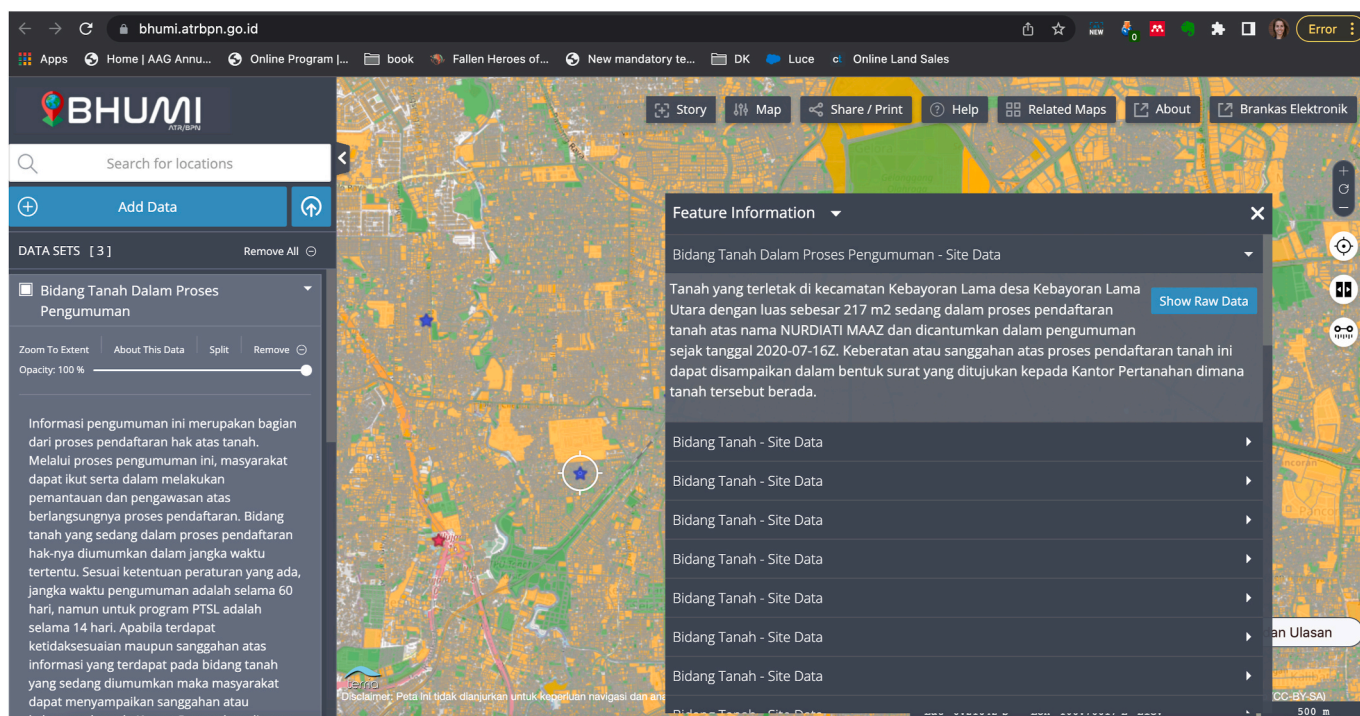 bhumi.atrbpn.go.id
NEW
0
Error
Apps
Home | AAG Annu...
Online Program |...
book
Fallen Heroes of...
New mandatory te...
DK
Luce
Online Land Sales
BHUMI
ATR/BPN
Story
Map
Share / Print
Help
Related Maps
About
Brankas Elektronik
Search for locations
Add Data
DATA SETS [3]
Remove All
Bidang Tanah Dalam Proses
Pengumuman
Zoom To Extent
About This Data
Split
Remove
Opacity: 100 %
Informasi pengumuman ini merupakan bagian
dari proses pendaftaran hak atas tanah.
Melalui proses pengumuman ini, masyarakat
dapat ikut serta dalam melakukan
pemantauan dan pengawasan atas
berlangsungnya proses pendaftaran. Bidang
tanah yang sedang dalam proses pendaftaran
hak-nya diumumkan dalam jangka waktu
tertentu. Sesuai ketentuan peraturan yang ada,
jangka waktu pengumuman adalah selama 60
hari, namun untuk program PTSL adalah
selama 14 hari. Apabila terdapat
ketidaksesuaian maupun sanggahan atas
informasi yang terdapat pada bidang tanah
yang sedang diumumkan maka masyarakat
dapat menyampaikan sanggahan atau
Feature Information
Bidang Tanah Dalam Proses Pengumuman - Site Data
Tanah yang terletak di kecamatan Kebayoran Lama desa Kebayoran Lama
Utara dengan luas sebesar 217 m2 sedang dalam proses pendaftaran
tanah atas nama NURDIATI MAAZ dan dicantumkan dalam pengumuman
sejak tanggal 2020-07-16Z. Keberatan atau sanggahan atas proses pendaftaran tanah ini
dapat disampaikan dalam bentuk surat yang ditujukan kepada Kantor Pertanahan dimana
tanah tersebut berada.
Show Raw Data
Bidang Tanah - Site Data
Bidang Tanah - Site Data
Bidang Tanah - Site Data
Bidang Tanah - Site Data
Bidang Tanah - Site Data
Bidang Tanah - Site Data
Bidang Tanah - Site Data
Bidang Tanah - Site Data
an Ulasan
Disclaimer: Peta Ini tidak dianjurkan untuk keperluan navigasi dan
CC-BY-SA)
500 m